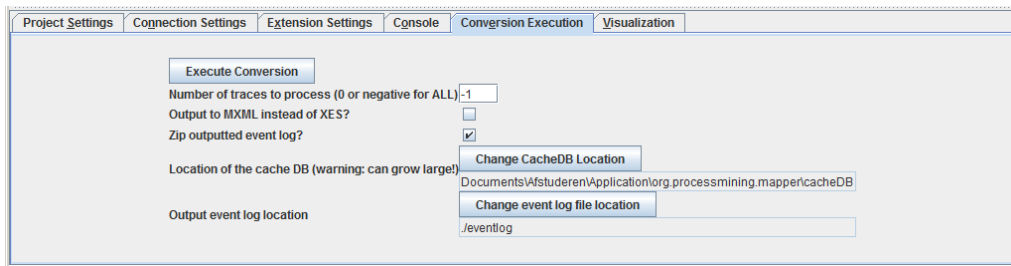 Project Settings Connection Settings Extension Settings Console Conversion Execution Visualization
Execute Conversion
Number of traces to process (0 or negative for ALL) -1
Output to MXML instead of XES?
Zip outputted event log?
Change CacheDB Location
Location of the cache DB (warning: can grow large!)
Documents\Afstuderen\Application\org.processmining.mapper\cacheDB
Change event log file location
Output event log location
./eventlog